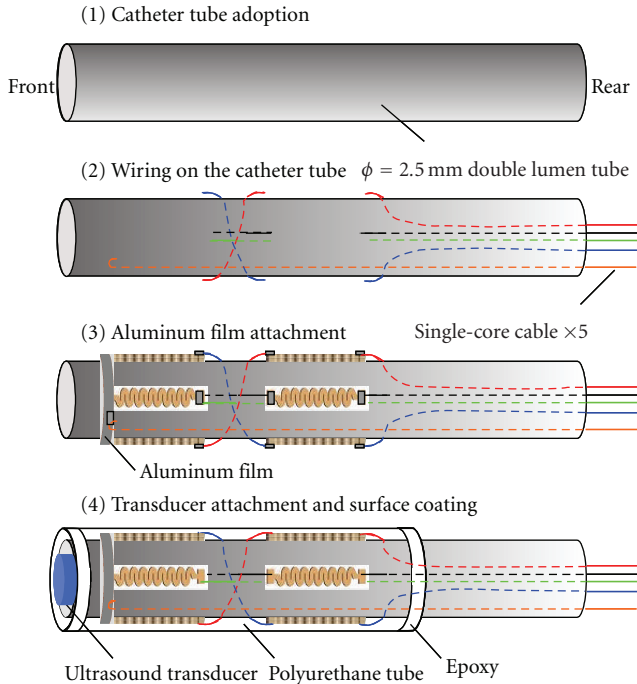 (1) Catheter tube adoption
Front
Rear
(2) Wiring on the catheter tube
ϕ = 2.5 mm double lumen tube
(3) Aluminum film attachment
Single-core cable ×5
Aluminum film
(4) Transducer attachment and surface coating
Ultrasound transducer
Polyurethane tube
Epoxy